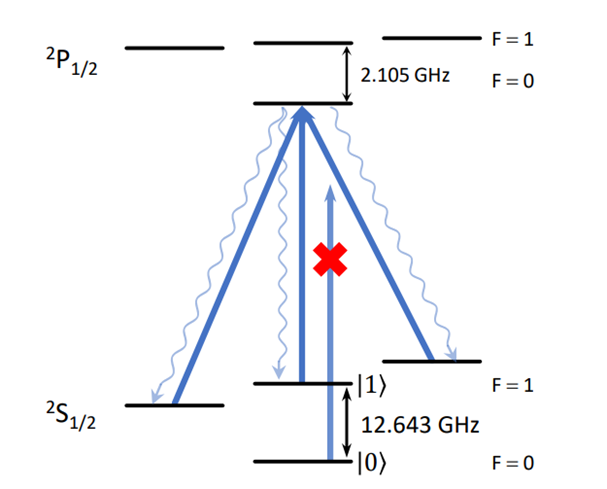 F = 1
²P₁/₂
2.105 GHz
F = 0
|1⟩
F = 1
²S₁/₂
12.643 GHz
|0⟩
F = 0